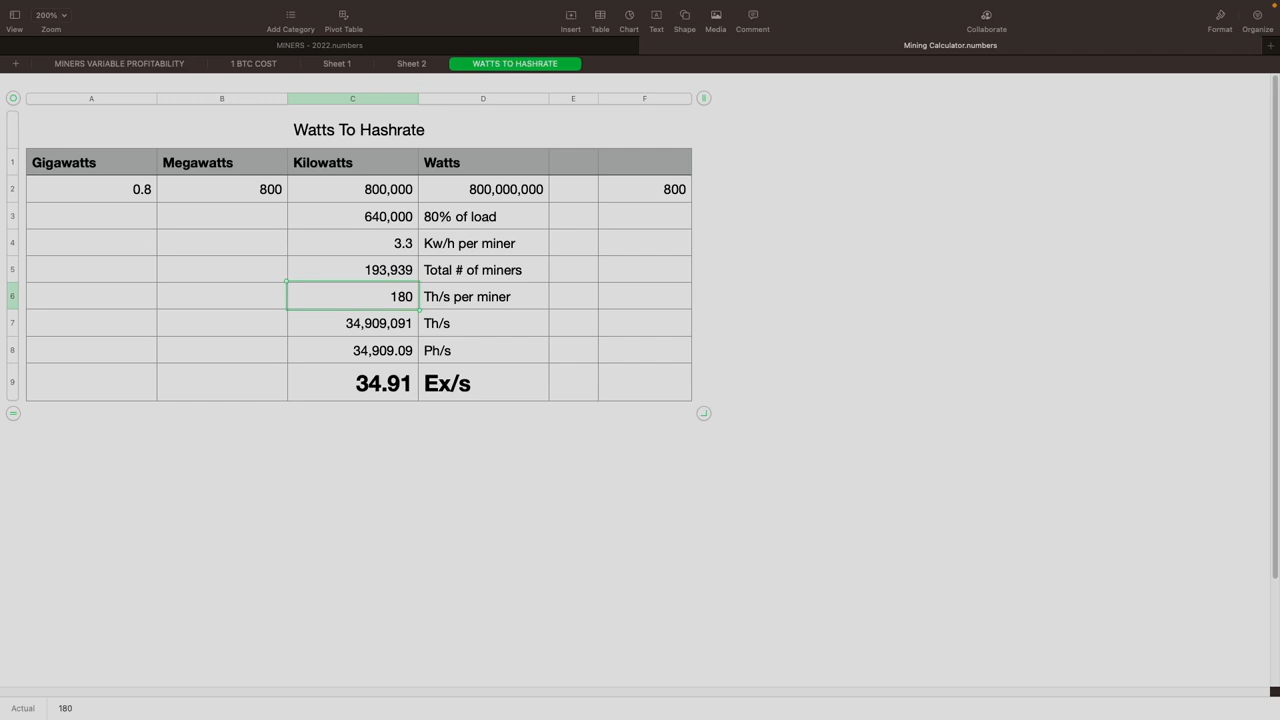 200%
View
Zoom
Add Category
Pivot Table
Insert
Table
Chart
Text
Shape
Media
Comment
Collaborate
Format
Organize
MINERS - 2022.numbers
Mining Calculator.numbers
+
+
MINERS VARIABLE PROFITABILITY
1 BTC COST
Sheet 1
Sheet 2
WATTS TO HASHRATE
A B C D E F
Watts To Hashrate
1 Gigawatts Megawatts Kilowatts Watts
2 0.8 800 800,000 800,000,000 800
3 640,000 80% of load
4 3.3 Kw/h per miner
5 193,939 Total # of miners
6 180 Th/s per miner
7 34,909,091 Th/s
8 34,909.09 Ph/s
9 34.91 Ex/s
Actual 180